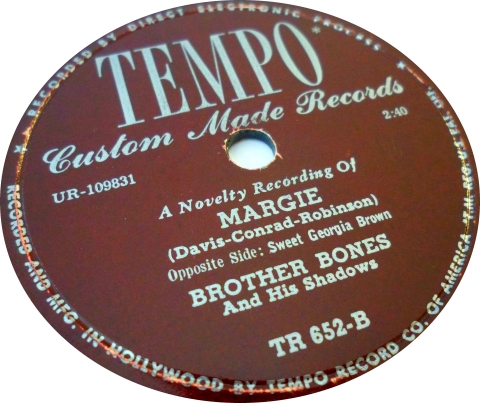 ★ RECORDED BY DIRECT ELECTRONIC PROCESS ★
TEMPO
Custom Made Records
UR-109831
2:40
A Novelty Recording Of
MARGIE
(Davis-Conrad-Robinson)
Opposite Side: Sweet Georgia Brown
BROTHER BONES
And His Shadows
TR 652-B
RECORDED AND MFG. IN HOLLYWOOD BY TEMPO RECORD CO. OF AMERICA